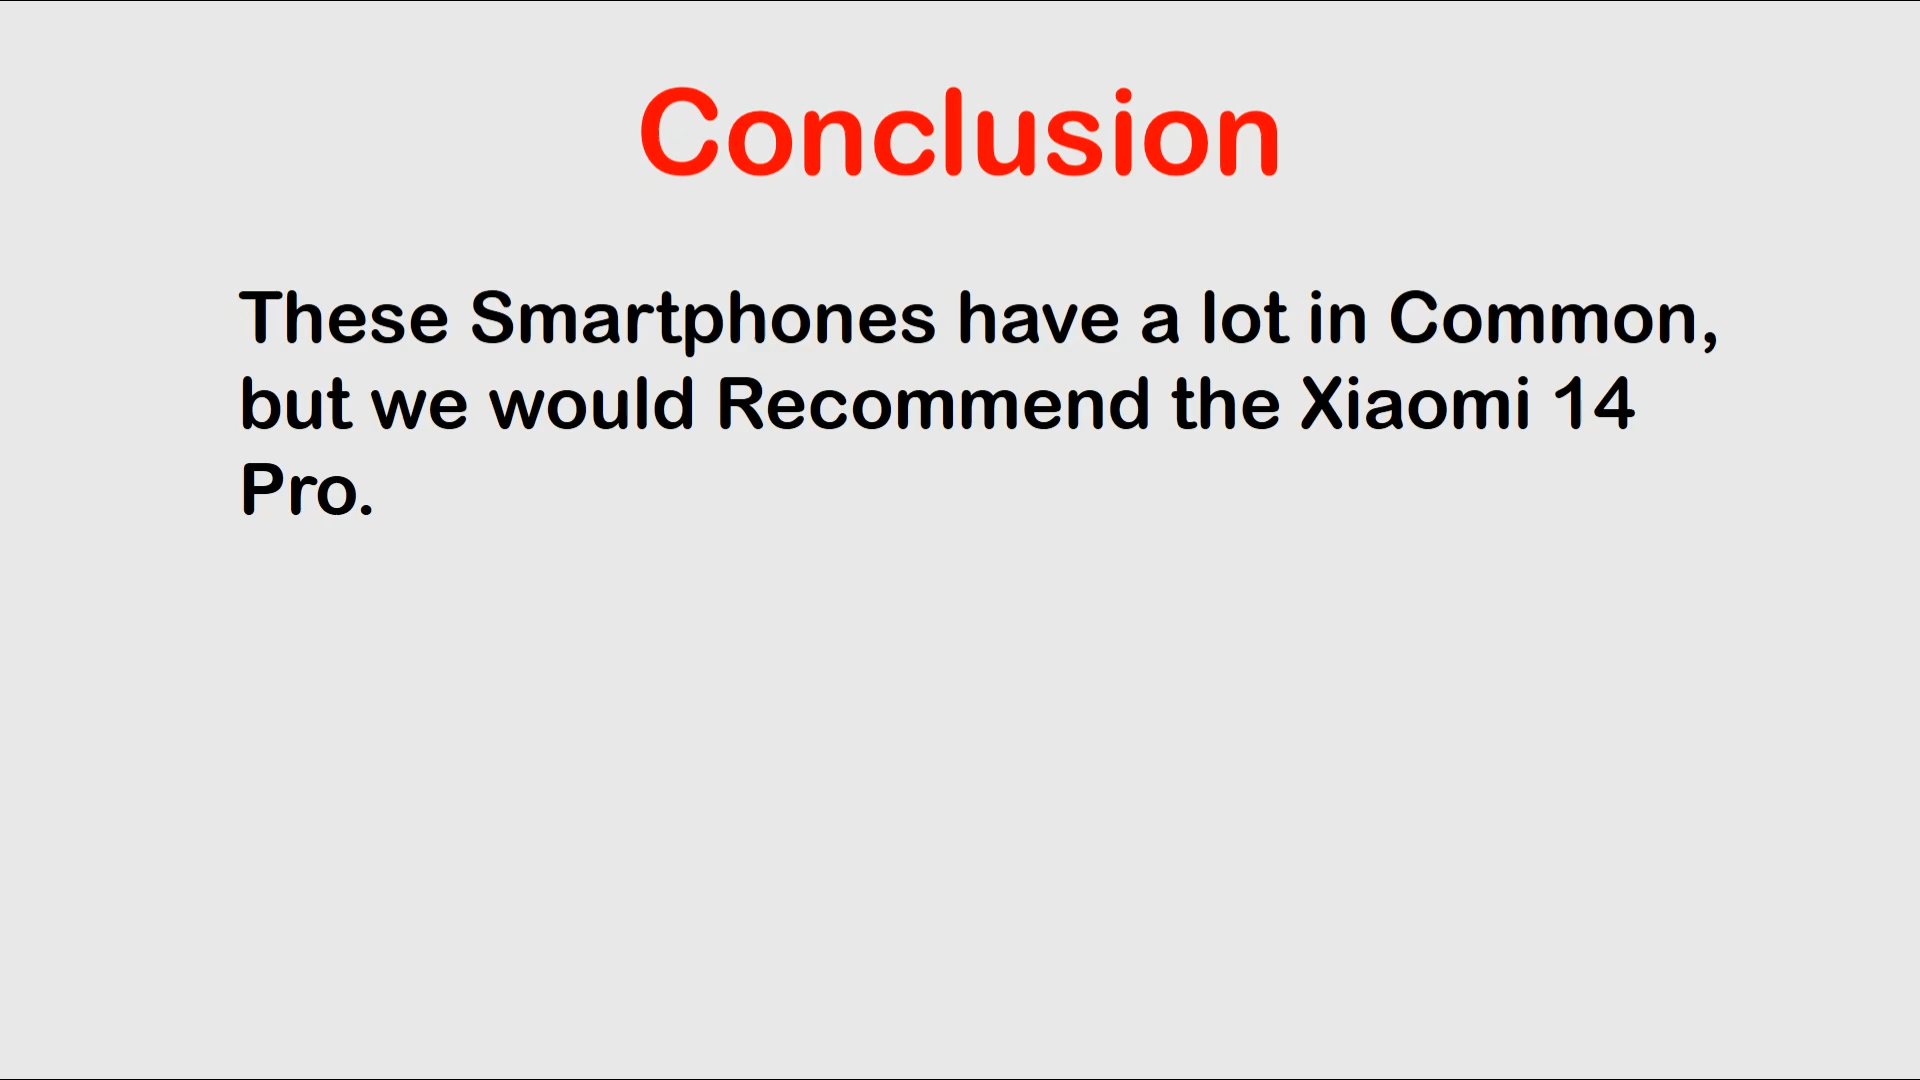 Conclusion
These Smartphones have a lot in Common,
but we would Recommend the Xiaomi 14
Pro.